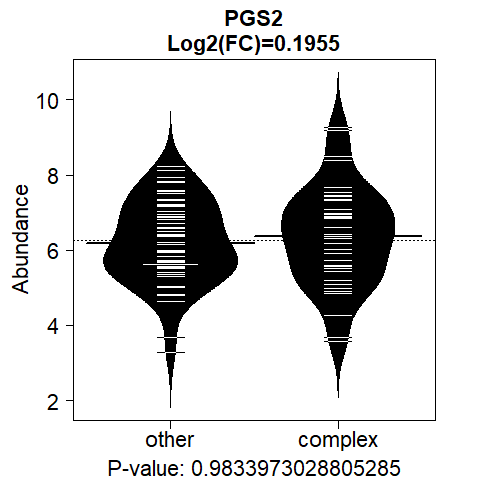 PGS2
Log2(FC)=0.1955
10
8
6
4
2
Abundance
other complex
P-value: 0.9833973028805285